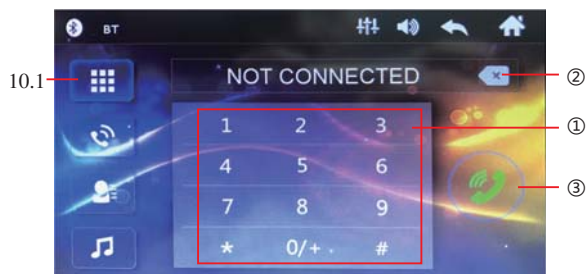 BT
10.1
NOT CONNECTED
②
1 2 3
①
4 5 6
③
7 8 9
* 0/+ #